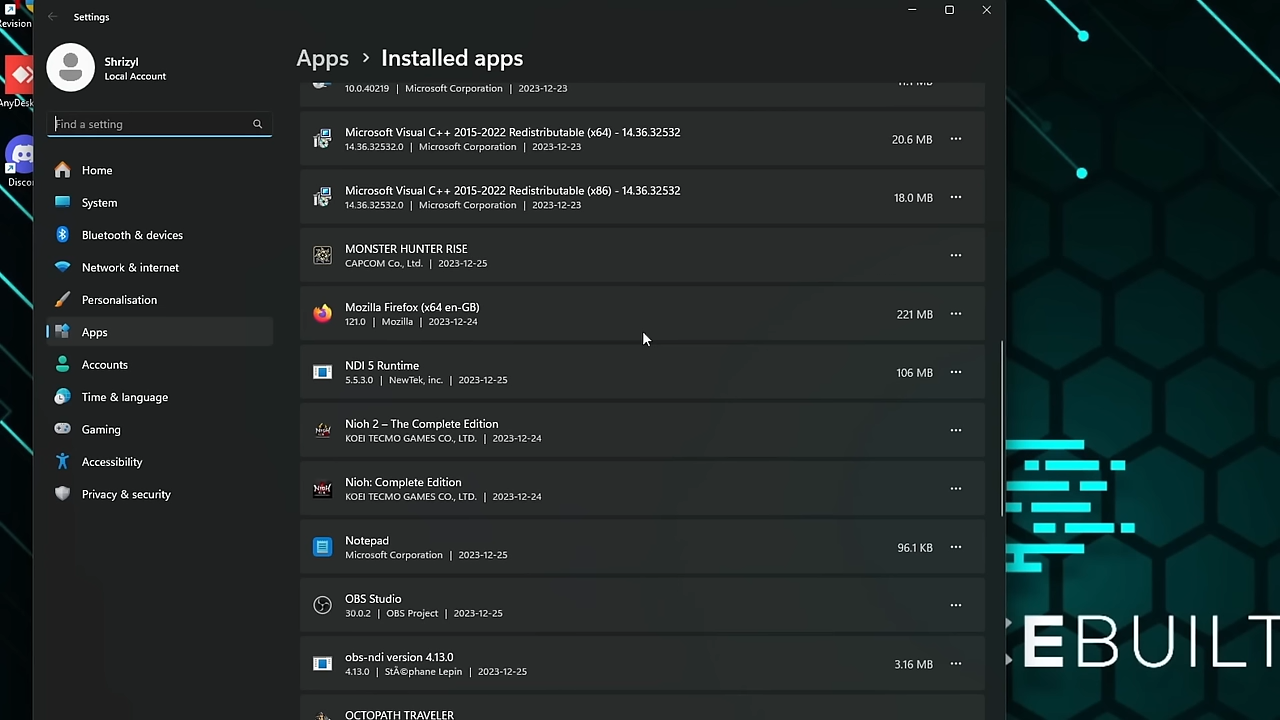 Settings
Revision
AnyDesk
Shrizyl
Local Account
Find a setting
Home
System
Bluetooth & devices
Network & internet
Personalisation
Apps
Accounts
Time & language
Gaming
Accessibility
Privacy & security
Apps > Installed apps
10.0.40219 | Microsoft Corporation | 2023-12-23
11.1 MB
Microsoft Visual C++ 2015-2022 Redistributable (x64) - 14.36.32532
14.36.32532.0 | Microsoft Corporation | 2023-12-23
20.6 MB
Microsoft Visual C++ 2015-2022 Redistributable (x86) - 14.36.32532
14.36.32532.0 | Microsoft Corporation | 2023-12-23
18.0 MB
MONSTER HUNTER RISE
CAPCOM Co., Ltd. | 2023-12-25
Mozilla Firefox (x64 en-GB)
121.0 | Mozilla | 2023-12-24
221 MB
NDI 5 Runtime
5.5.3.0 | NewTek, inc. | 2023-12-25
106 MB
Nioh 2 – The Complete Edition
KOEI TECMO GAMES CO., LTD. | 2023-12-24
Nioh: Complete Edition
KOEI TECMO GAMES CO., LTD. | 2023-12-24
Notepad
Microsoft Corporation | 2023-12-25
96.1 KB
OBS Studio
30.0.2 | OBS Project | 2023-12-25
obs-ndi version 4.13.0
4.13.0 | StÃ©phane Lepin | 2023-12-25
3.16 MB
OCTOPATH TRAVELER
EBUILT